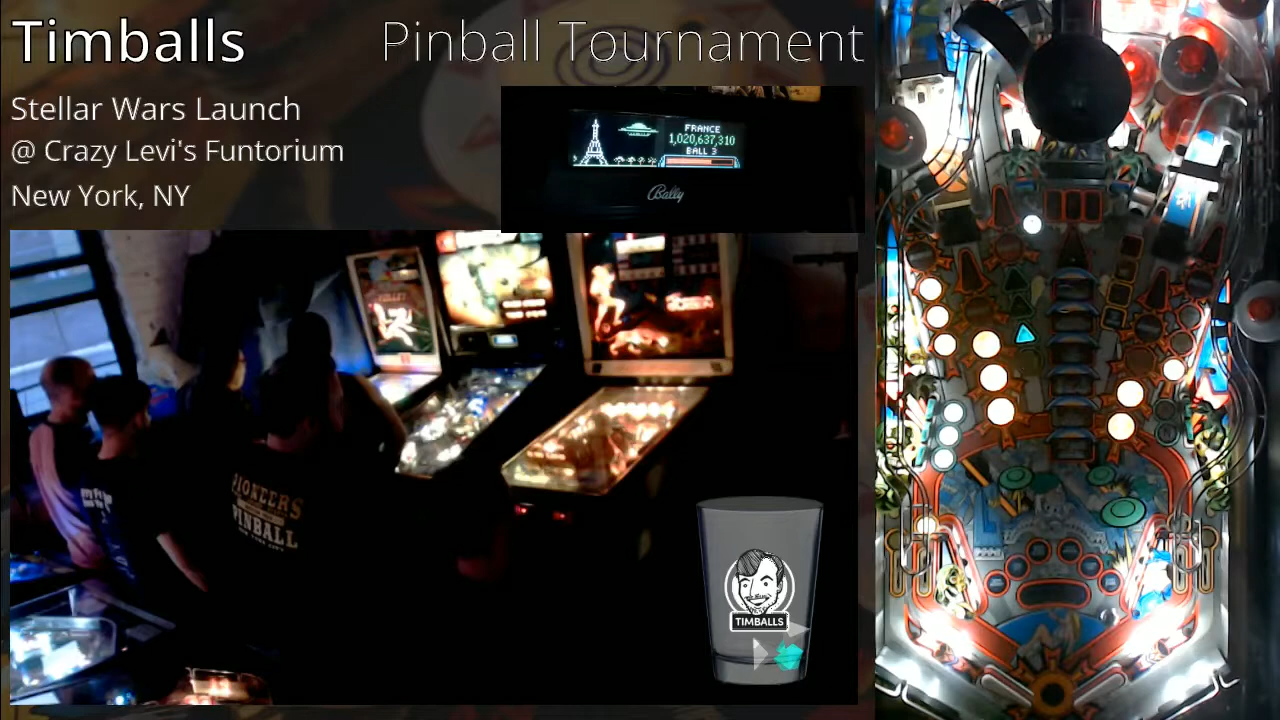 Timballs
Pinball Tournament
Stellar Wars Launch
@ Crazy Levi's Funtorium
New York, NY
FRANCE
1,020,637,310
BALL 3
Bally
PIONEERS
PINBALL
TIMBALLS